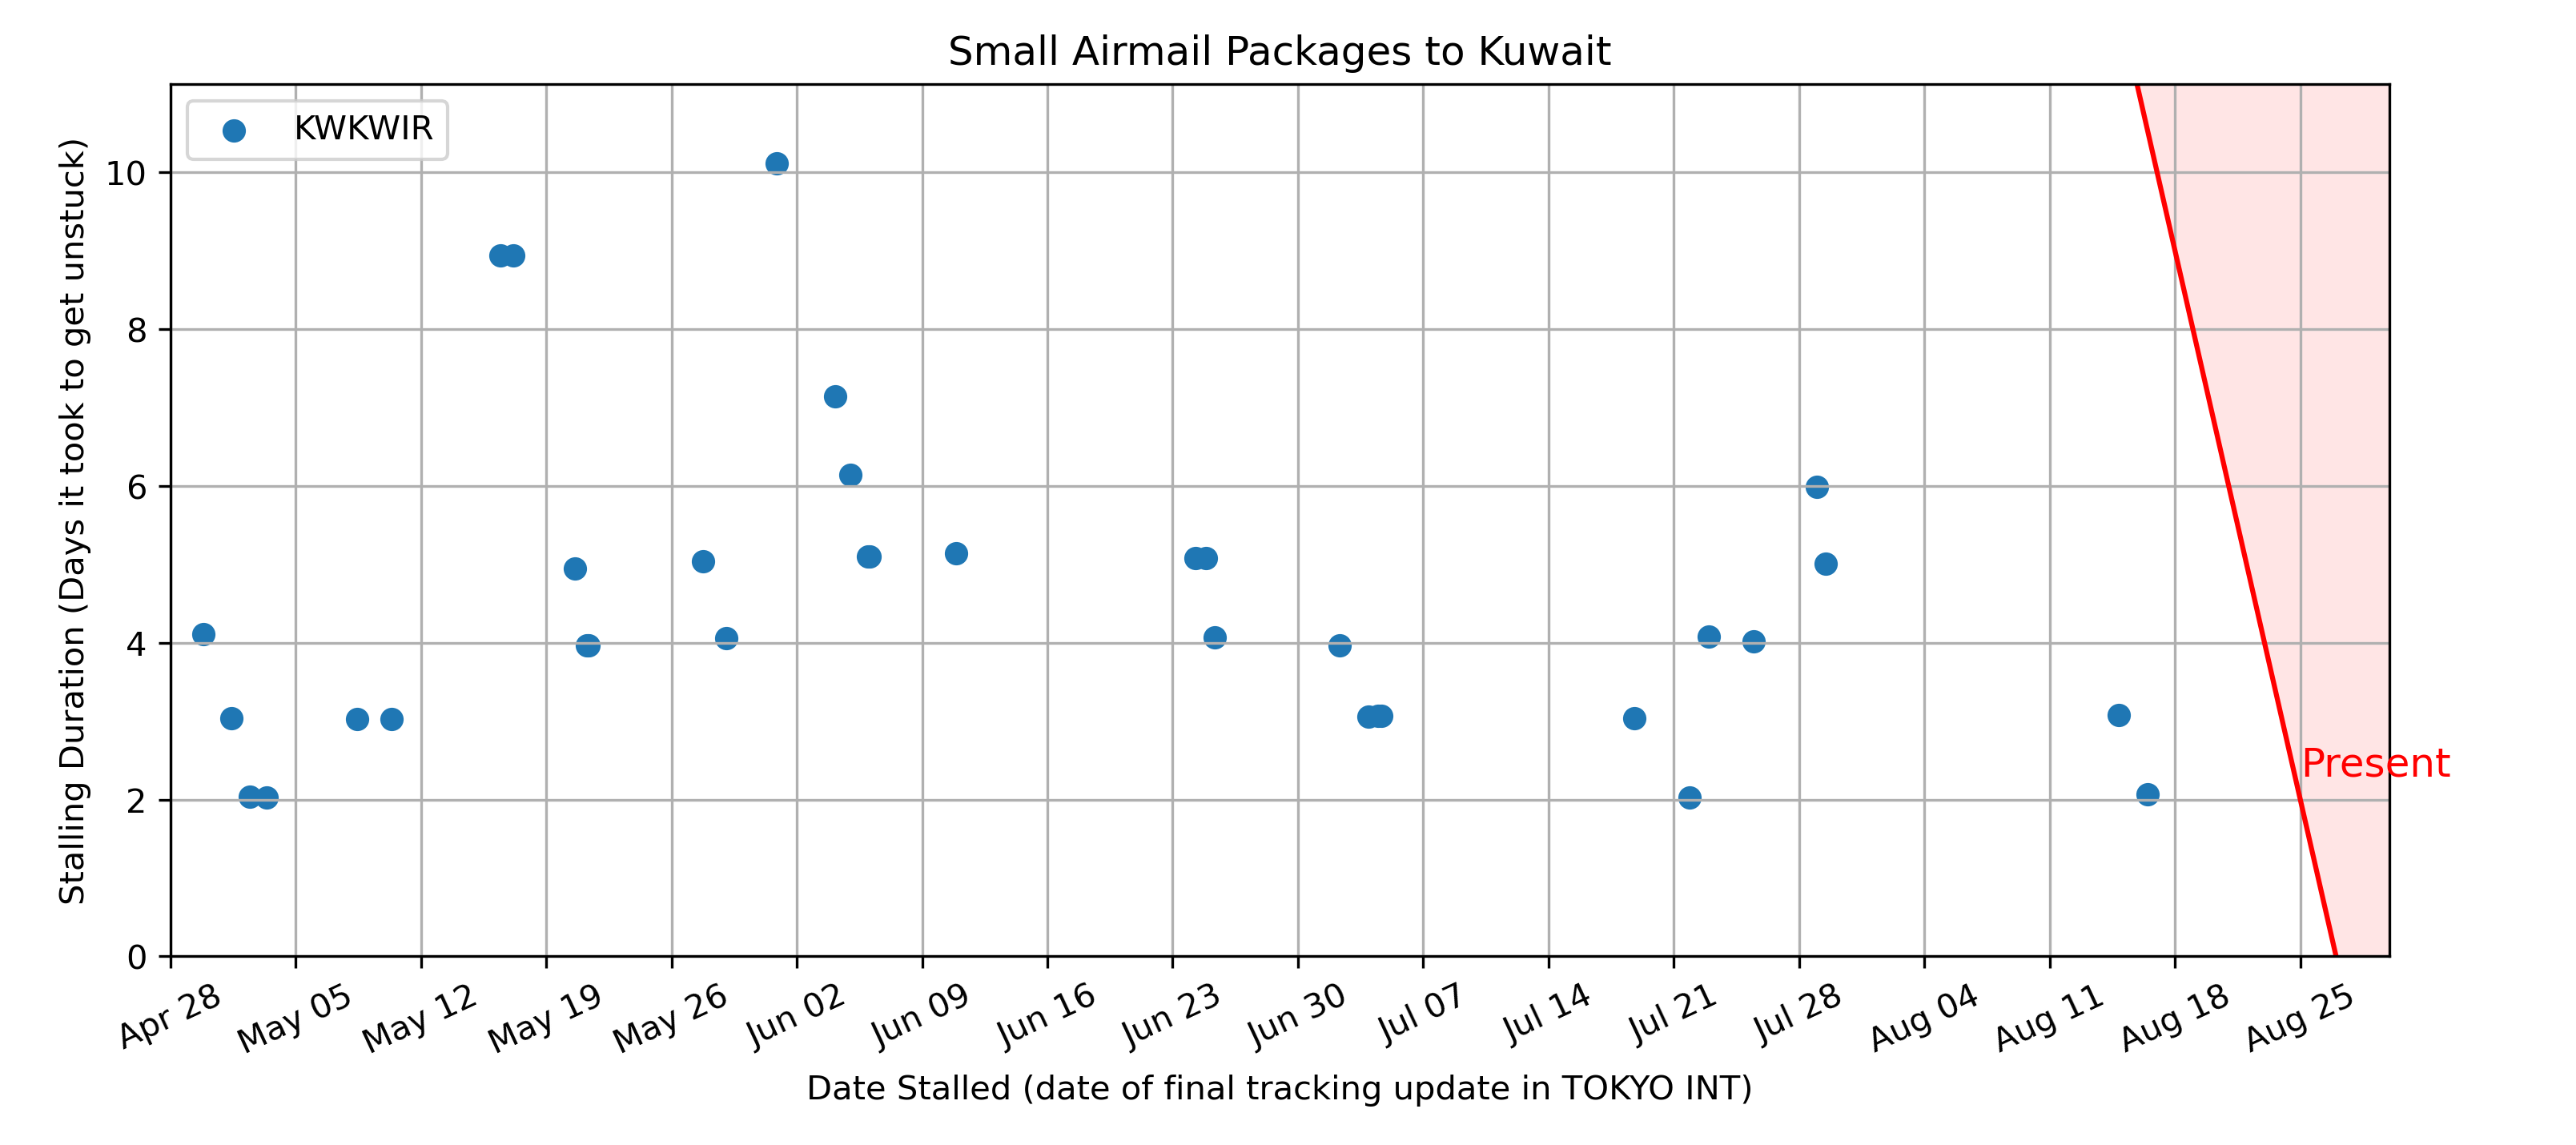 Small Airmail Packages to Kuwait
KWKWIR
Stalling Duration (Days it took to get unstuck)
10
8
6
4
2
0
Present
Apr 28
May 05
May 12
May 19
May 26
Jun 02
Jun 09
Jun 16
Jun 23
Jun 30
Jul 07
Jul 14
Jul 21
Jul 28
Aug 04
Aug 11
Aug 18
Aug 25
Date Stalled (date of final tracking update in TOKYO INT)